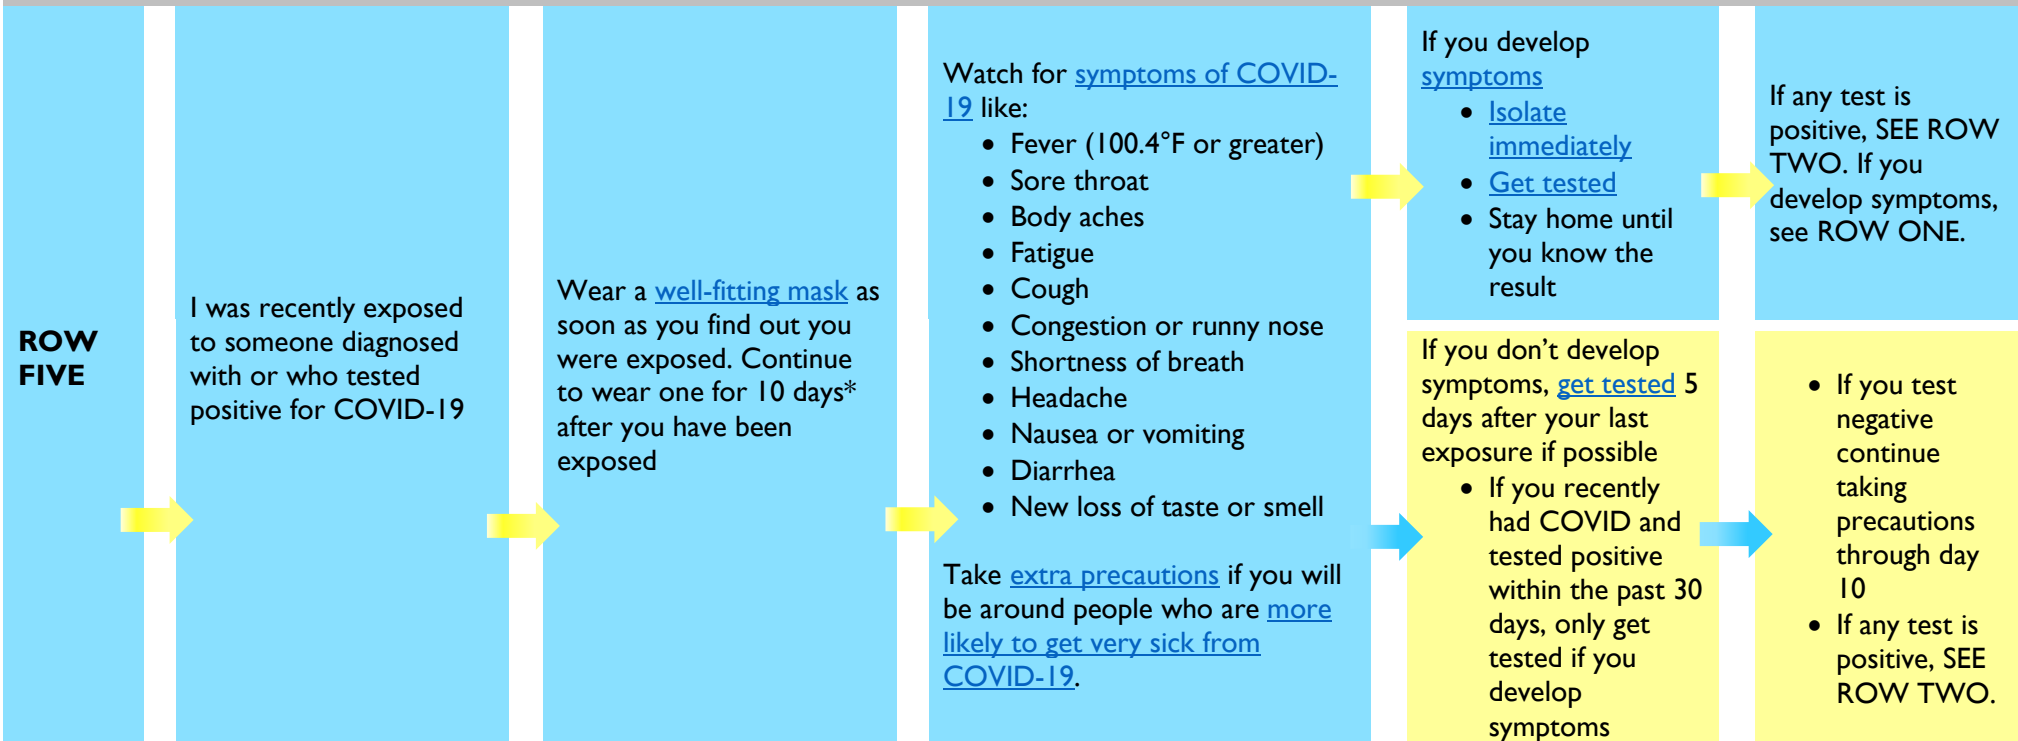 ROW
FIVE
I was recently exposed
to someone diagnosed
with or who tested
positive for COVID-19
Wear a well-fitting mask as
soon as you find out you
were exposed. Continue
to wear one for 10 days*
after you have been
exposed
Watch for symptoms of COVID-
19 like:
• Fever (100.4°F or greater)
• Sore throat
• Body aches
• Fatigue
• Cough
• Congestion or runny nose
• Shortness of breath
• Headache
• Nausea or vomiting
• Diarrhea
• New loss of taste or smell
Take extra precautions if you will
be around people who are more
likely to get very sick from
COVID-19.
If you develop
symptoms
• Isolate
immediately
• Get tested
• Stay home until
you know the
result
If any test is
positive, SEE ROW
TWO. If you
develop symptoms,
see ROW ONE.
If you don’t develop
symptoms, get tested 5
days after your last
exposure if possible
• If you recently
had COVID and
tested positive
within the past 30
days, only get
tested if you
develop
symptoms
• If you test
negative
continue
taking
precautions
through day
10
• If any test is
positive, SEE
ROW TWO.